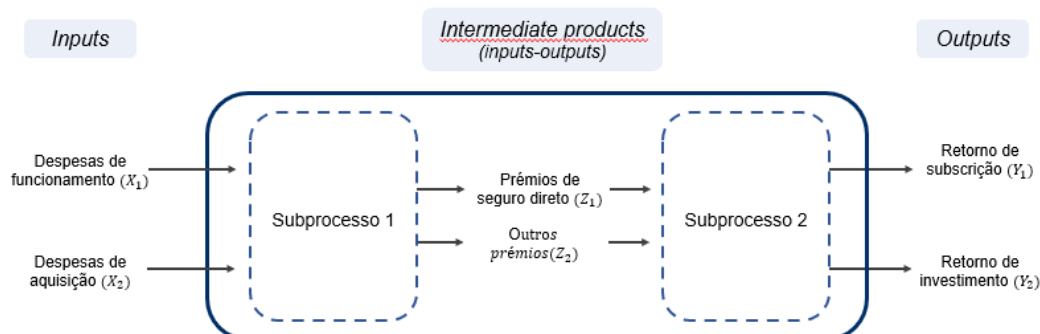 Inputs
Intermediate products
(inputs-outputs)
Outputs
Despesas de
funcionamento (X₁)
Despesas de
aquisição (X₂)
Subprocesso 1
Prémios de
seguro direto (Z₁)
Outros
prémios(Z₂)
Subprocesso 2
Retorno de
subscrição (Y₁)
Retorno de
investimento (Y₂)